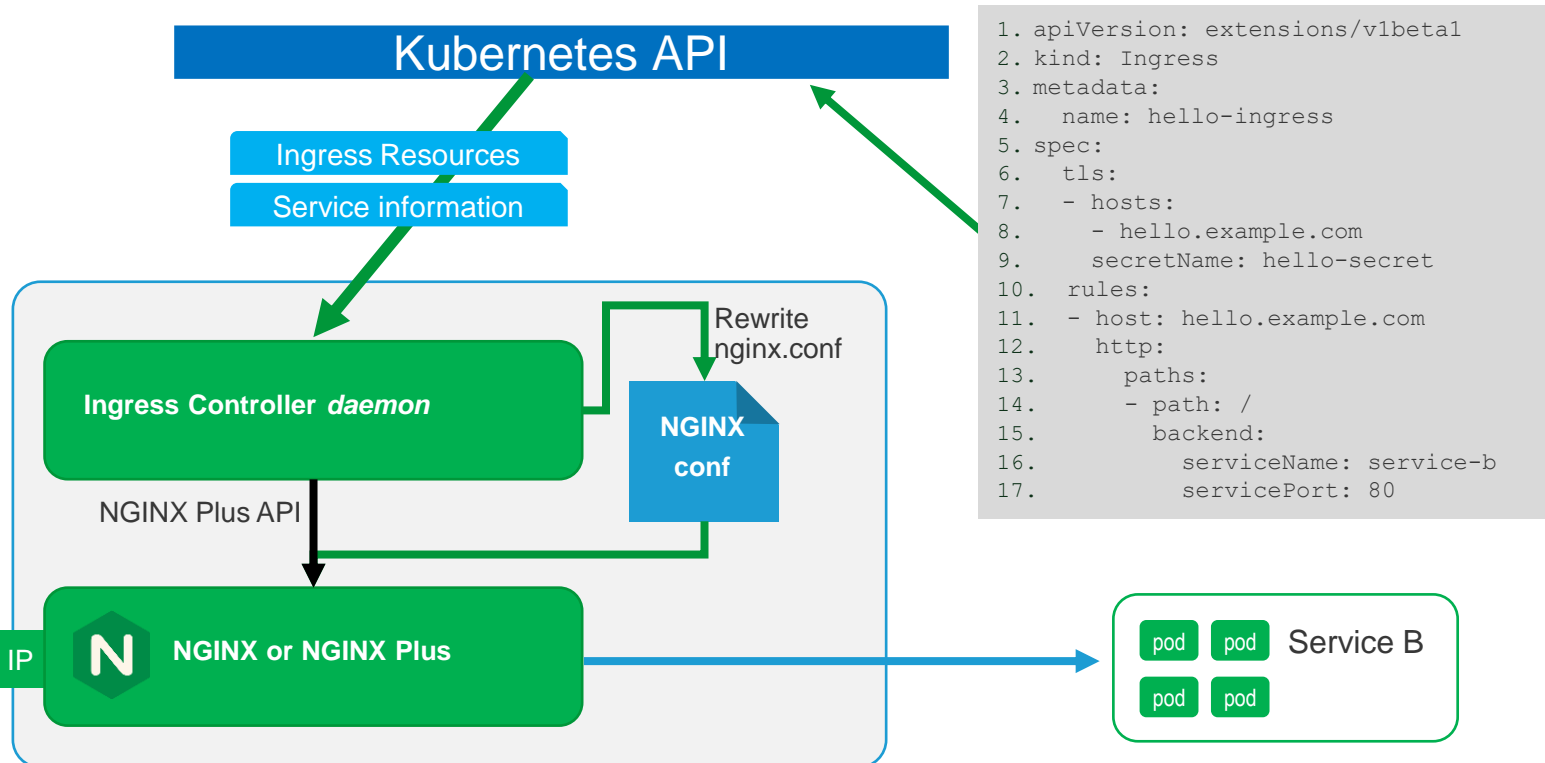 Kubernetes API
Ingress Resources
Service information
1. apiVersion: extensions/v1beta1
2. kind: Ingress
3. metadata:
4.   name: hello-ingress
5. spec:
6.   tls:
7.   - hosts:
8.     - hello.example.com
9.     secretName: hello-secret
10.  rules:
11.  - host: hello.example.com
12.    http:
13.      paths:
14.      - path: /
15.        backend:
16.          serviceName: service-b
17.          servicePort: 80
Rewrite
nginx.conf
Ingress Controller daemon
NGINX
conf
NGINX Plus API
IP
N
NGINX or NGINX Plus
pod pod
Service B
pod pod